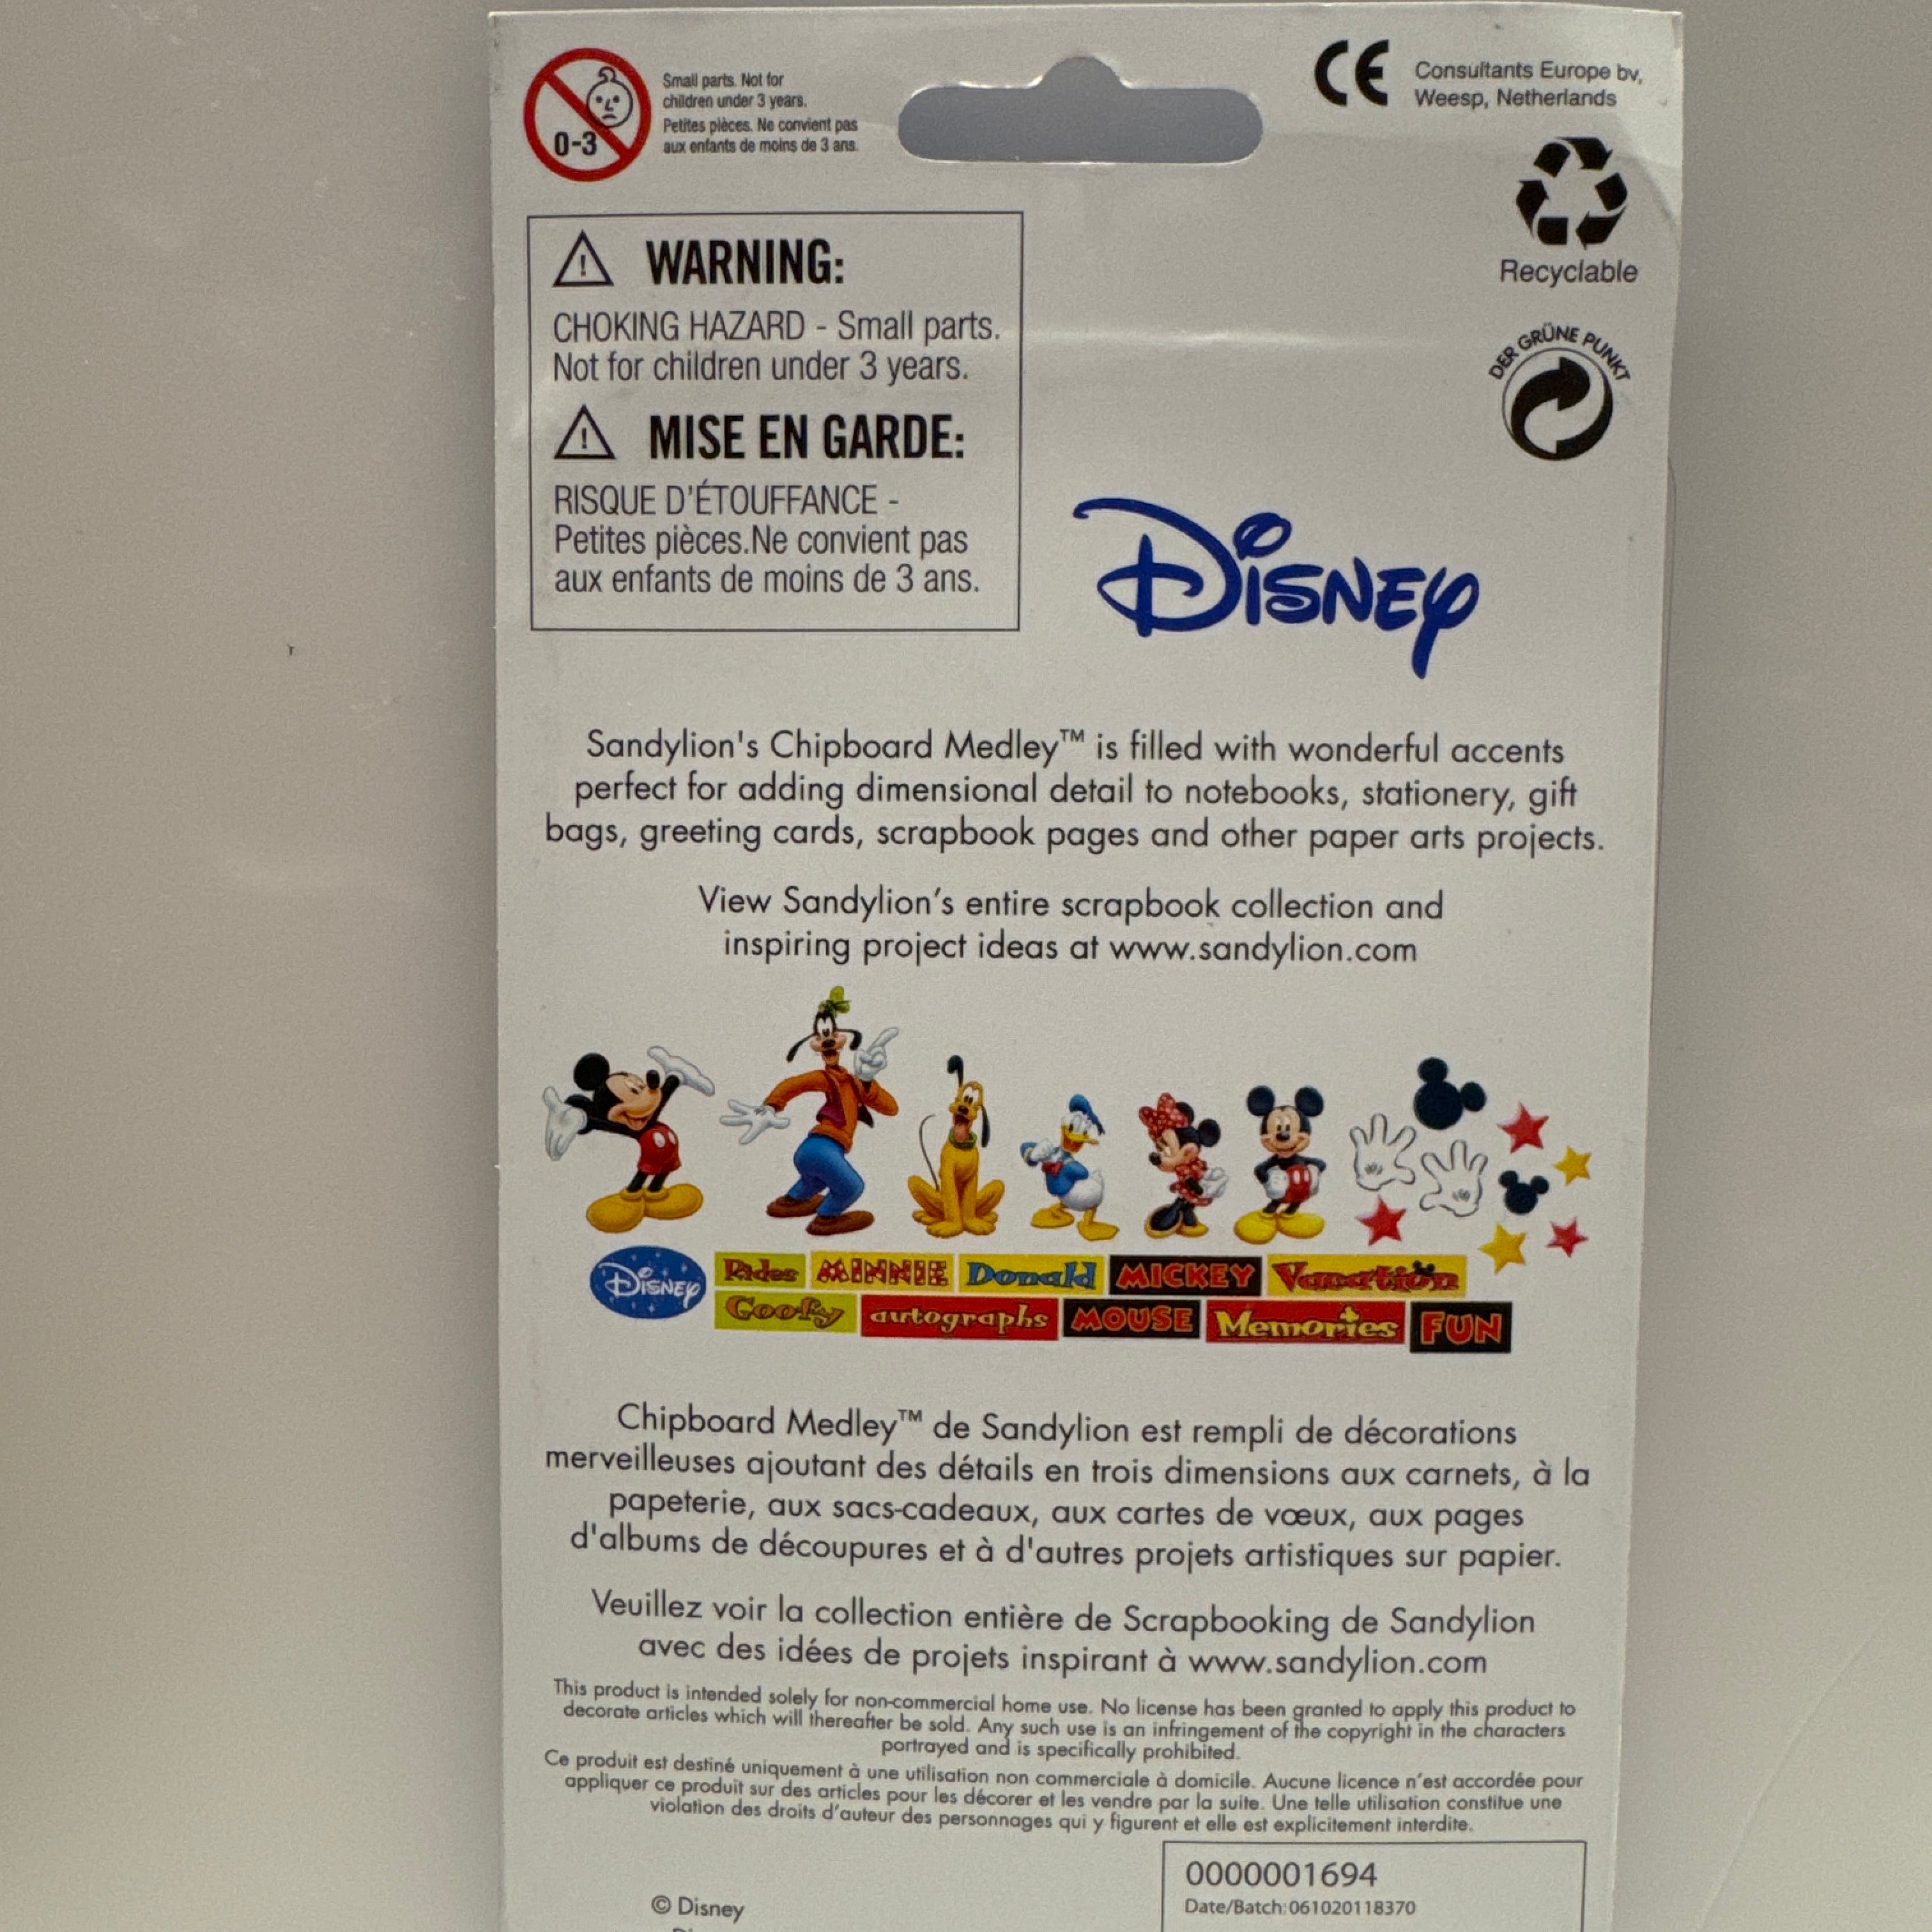 0-3
Small parts. Not for
children under 3 years.
Petites pièces. Ne convient pas
aux enfants de moins de 3 ans.
CE
Consultants Europe bv,
Weesp, Netherlands
Recyclable
DER GRÜNE PUNKT
WARNING:
CHOKING HAZARD - Small parts.
Not for children under 3 years.
MISE EN GARDE:
RISQUE D'ÉTOUFFANCE -
Petites pièces.Ne convient pas
aux enfants de moins de 3 ans.
Disney
Sandylion's Chipboard Medley™ is filled with wonderful accents
perfect for adding dimensional detail to notebooks, stationery, gift
bags, greeting cards, scrapbook pages and other paper arts projects.
View Sandylion's entire scrapbook collection and
inspiring project ideas at www.sandylion.com
Disney
Rides MINNIE Donald MICKEY Vacation
Goofy autographs MOUSE Memories FUN
Chipboard Medley™ de Sandylion est rempli de décorations
merveilleuses ajoutant des détails en trois dimensions aux carnets, à la
papeterie, aux sacs-cadeaux, aux cartes de vœux, aux pages
d'albums de découpures et à d'autres projets artistiques sur papier.
Veuillez voir la collection entière de Scrapbooking de Sandylion
avec des idées de projets inspirant à www.sandylion.com
This product is intended solely for non-commercial home use. No license has been granted to apply this product to
decorate articles which will thereafter be sold. Any such use is an infringement of the copyright in the characters
portrayed and is specifically prohibited.
Ce produit est destiné uniquement à une utilisation non commerciale à domicile. Aucune licence n'est accordée pour
appliquer ce produit sur des articles pour les décorer et les vendre par la suite. Une telle utilisation constitue une
violation des droits d'auteur des personnages qui y figurent et elle est explicitement interdite.
0000001694
Date/Batch:061020118370
© Disney